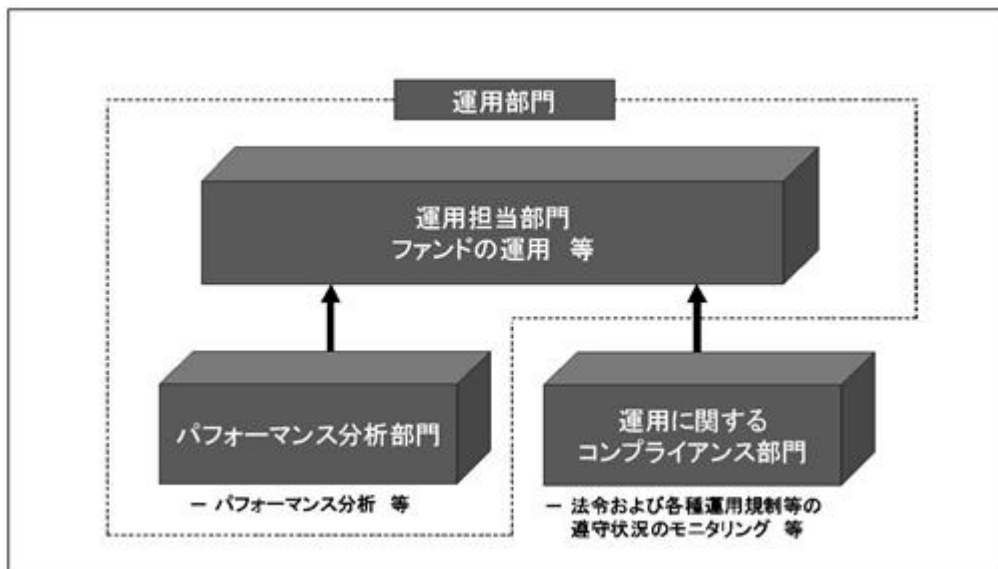 運用部門
運用担当部門
ファンドの運用 等
パフォーマンス分析部門
－ パフォーマンス分析 等
運用に関する
コンプライアンス部門
－ 法令および各種運用規制等の
遵守状況のモニタリング 等